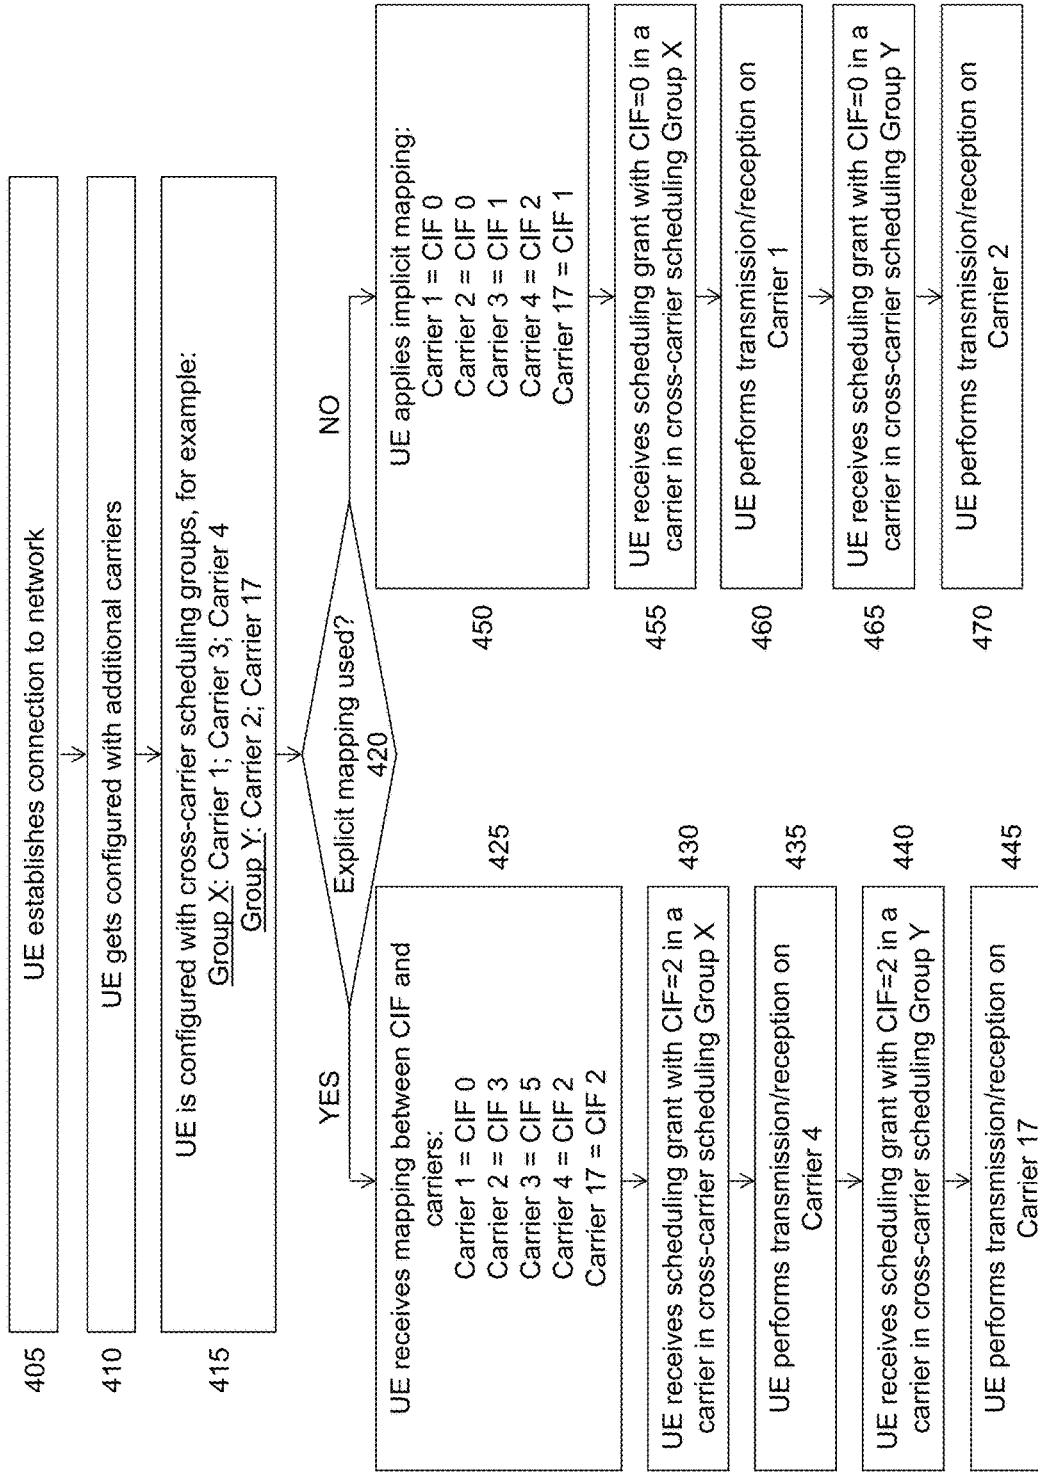 405
UE establishes connection to network
410
UE gets configured with additional carriers
415
UE is configured with cross-carrier scheduling groups, for example:
Group X: Carrier 1; Carrier 3; Carrier 4
Group Y: Carrier 2; Carrier 17
Explicit mapping used?
420
YES
NO
425
UE receives mapping between CIF and
carriers:
Carrier 1 = CIF 0
Carrier 2 = CIF 3
Carrier 3 = CIF 5
Carrier 4 = CIF 2
Carrier 17 = CIF 2
430
UE receives scheduling grant with CIF=2 in a
carrier in cross-carrier scheduling Group X
435
UE performs transmission/reception on
Carrier 4
440
UE receives scheduling grant with CIF=2 in a
carrier in cross-carrier scheduling Group Y
445
UE performs transmission/reception on
Carrier 17
450
UE applies implicit mapping:
Carrier 1 = CIF 0
Carrier 2 = CIF 0
Carrier 3 = CIF 1
Carrier 4 = CIF 2
Carrier 17 = CIF 1
455
UE receives scheduling grant with CIF=0 in a
carrier in cross-carrier scheduling Group X
460
UE performs transmission/reception on
Carrier 1
465
UE receives scheduling grant with CIF=0 in a
carrier in cross-carrier scheduling Group Y
470
UE performs transmission/reception on
Carrier 2